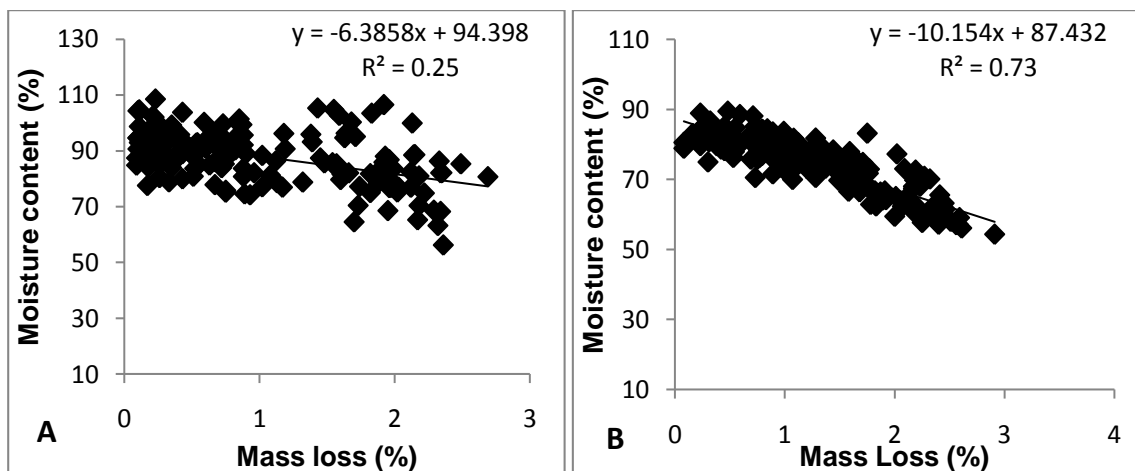 y = -6.3858x + 94.398
R² = 0.25
Moisture content (%)
130
110
90
70
50
30
10
0 1 2 3
A
Mass loss (%)
y = -10.154x + 87.432
R² = 0.73
Moisture content (%)
110
90
70
50
30
10
0 1 2 3 4
B
Mass Loss (%)